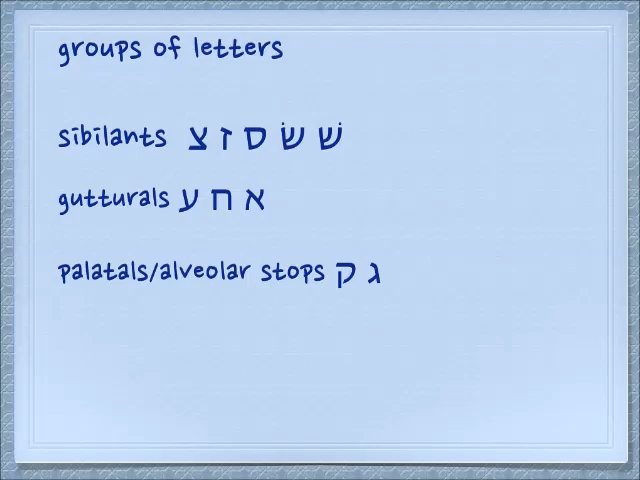 groups of letters
sibilants שׁ שׂ ס ז צ
gutturals א ח ע
palatals/alveolar stops ג ק